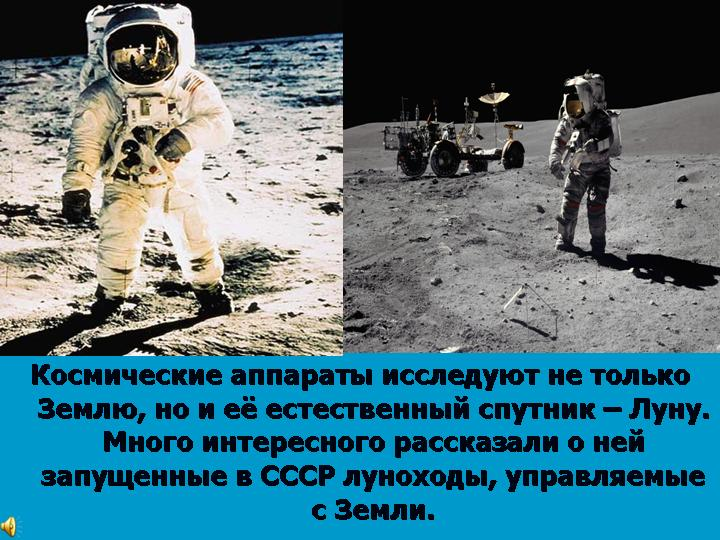 Космические аппараты исследуют не только
Землю, но и её естественный спутник – Луну.
Много интересного рассказали о ней
запущенные в СССР луноходы, управляемые
с Земли.